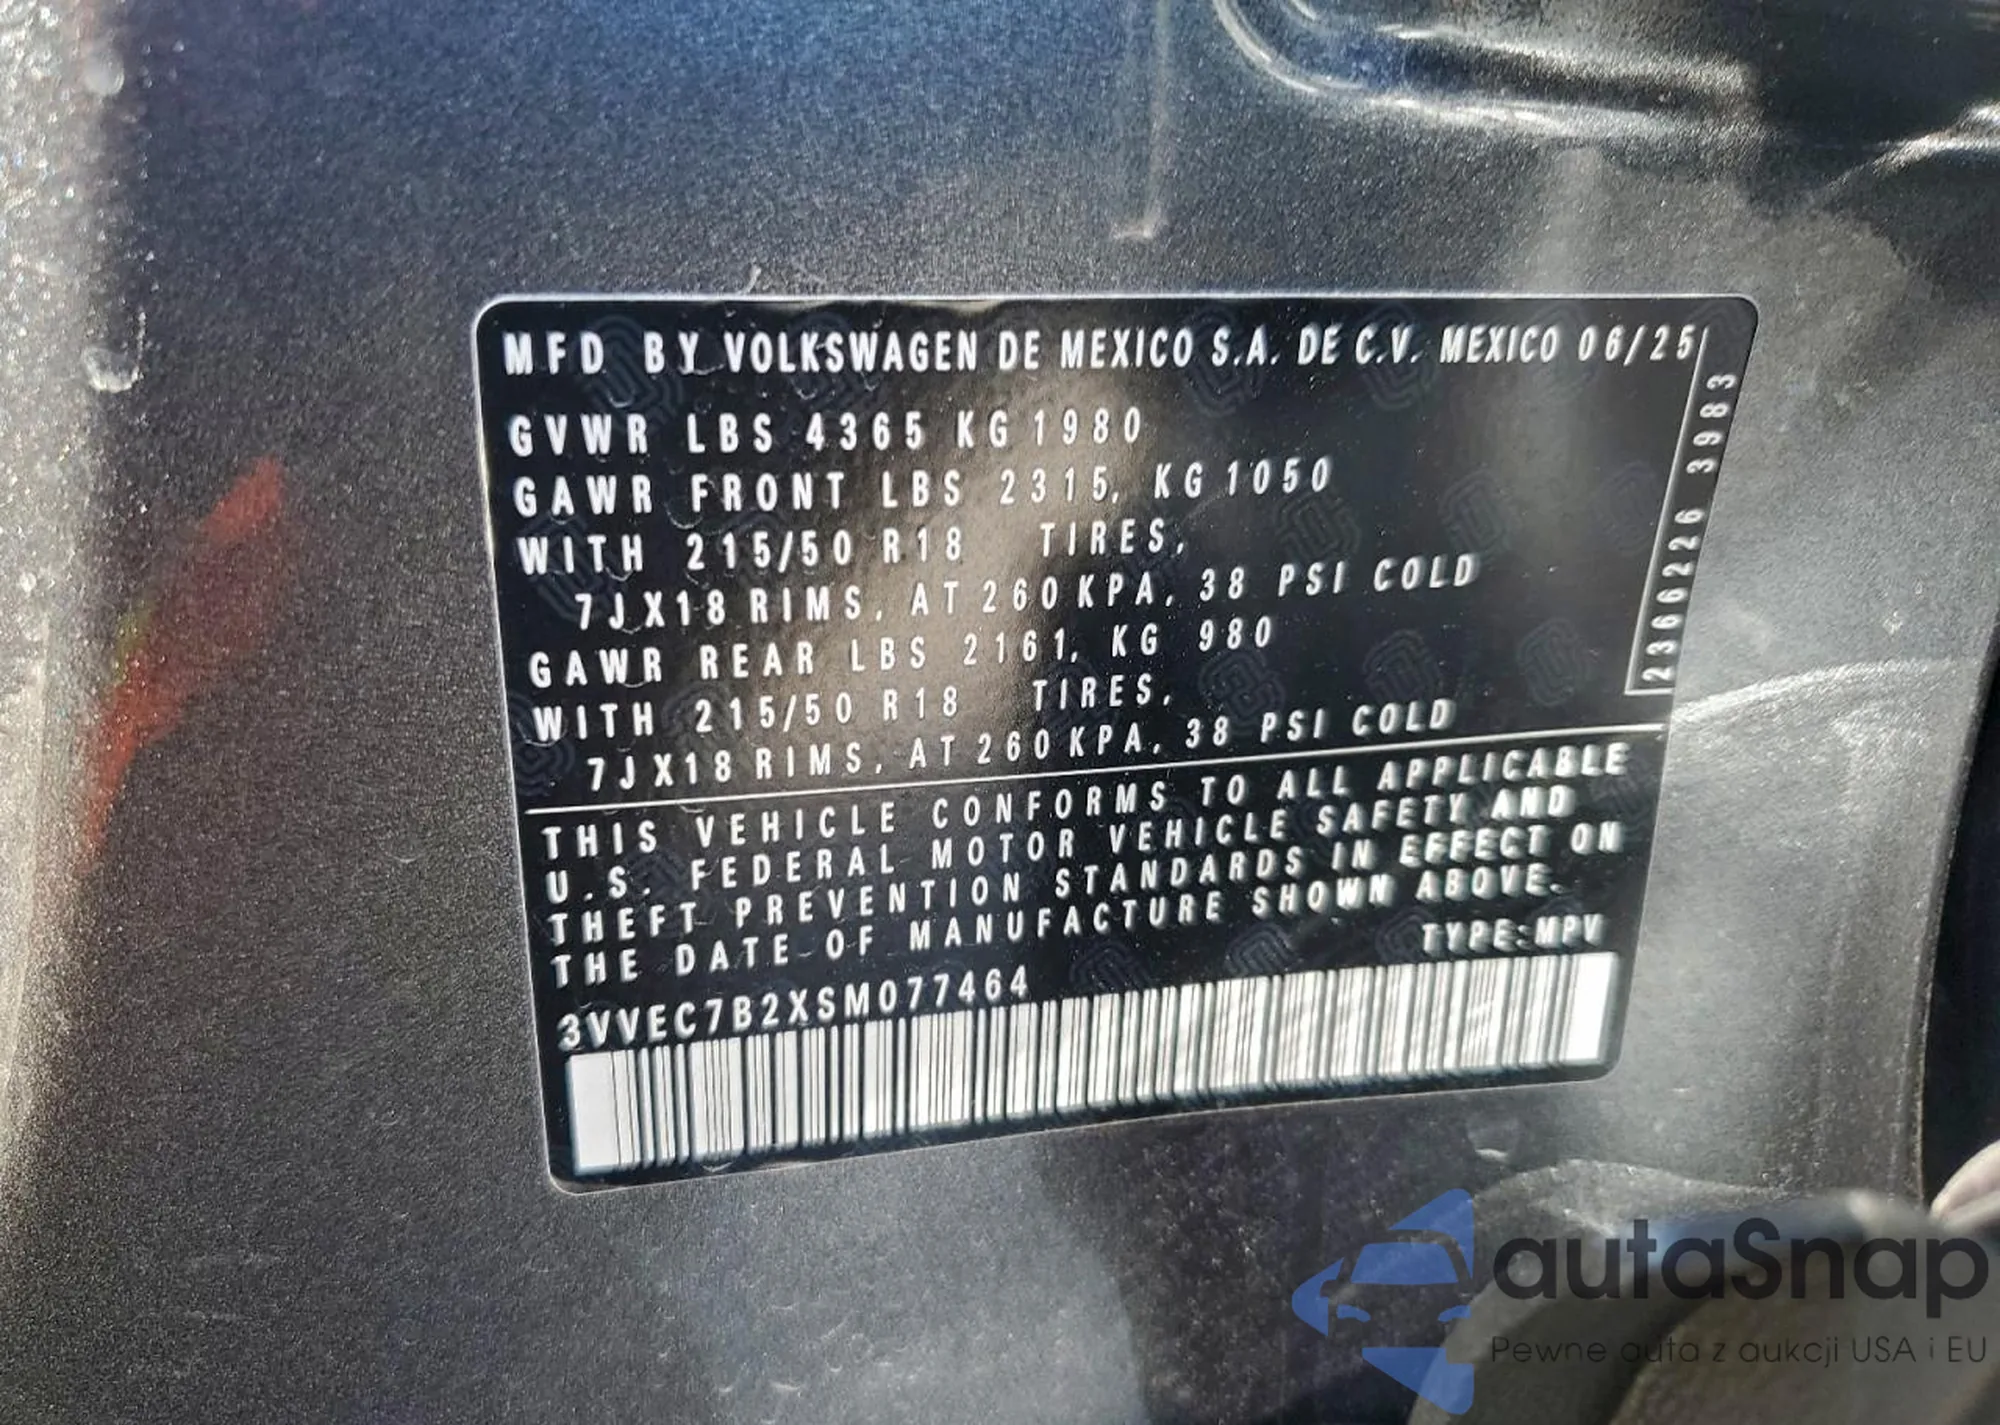 MFD BY VOLKSWAGEN DE MEXICO S.A. DE C.V. MEXICO 06/25
GVWR LBS 4365 KG 1980
GAWR FRONT LBS 2315, KG 1050
WITH 215/50 R18 TIRES,
7JX18 RIMS, AT 260 KPA, 38 PSI COLD
GAWR REAR LBS 2161, KG 980
WITH 215/50 R18 TIRES,
7JX18 RIMS, AT 260 KPA, 38 PSI COLD
2366226 3983
THIS VEHICLE CONFORMS TO ALL APPLICABLE
U.S. FEDERAL MOTOR VEHICLE SAFETY AND
THEFT PREVENTION STANDARDS IN EFFECT ON
THE DATE OF MANUFACTURE SHOWN ABOVE.
TYPE:MPV
3VVEC7B2XSM077464
autaSnap
Pewne auta z aukcji USA i EU